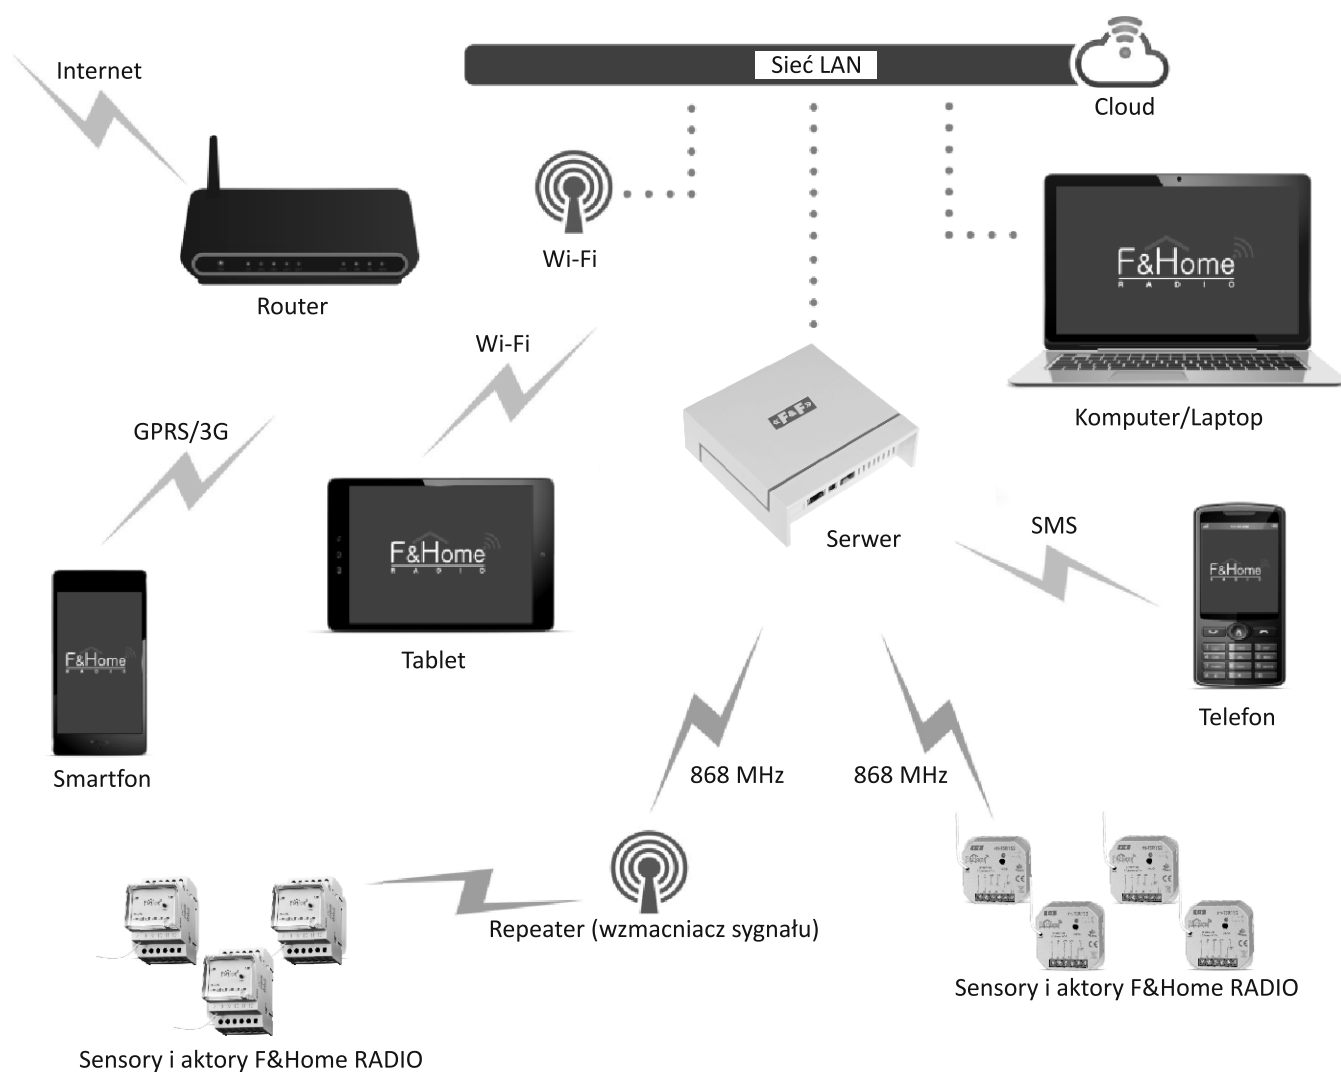 Internet
Sieć LAN
Cloud
Wi-Fi
Router
F&Home
RADIO
Komputer/Laptop
Wi-Fi
GPRS/3G
«F&F»
Serwer
SMS
F&Home
RADIO
Tablet
F&Home
RADIO
Telefon
F&Home
RADIO
Smartfon
868 MHz
868 MHz
Repeater (wzmacniacz sygnału)
Sensory i aktory F&Home RADIO
Sensory i aktory F&Home RADIO